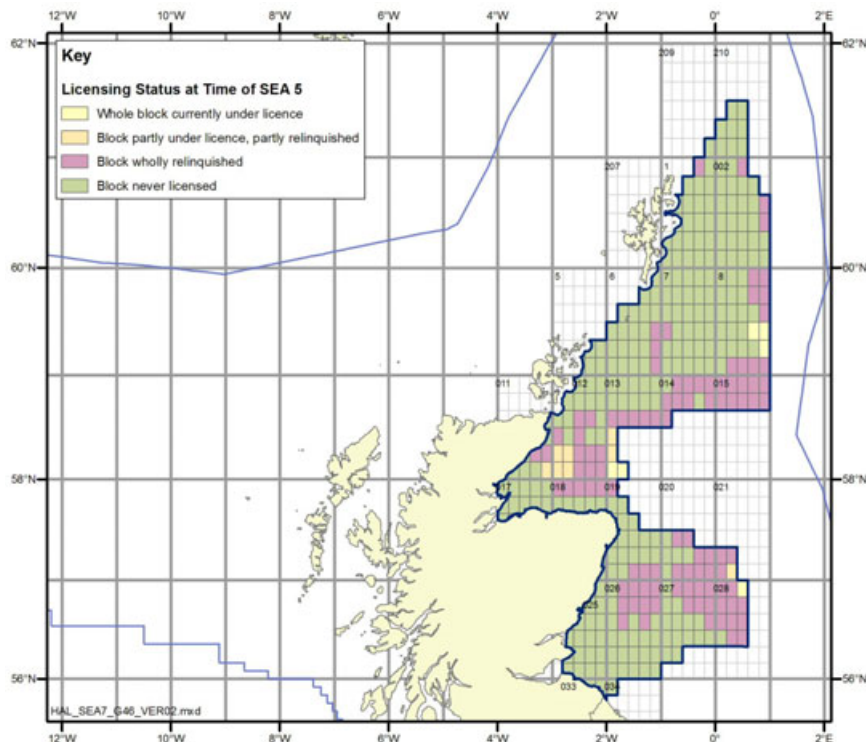 12°W 10°W 8°W 6°W 4°W 2°W 0° 2°E
62°N 62°N
Key
Licensing Status at Time of SEA 5
Whole block currently under licence
Block partly under licence, partly relinquished
Block wholly relinquished
Block never licensed
209 210
207 1 002
60°N 60°N
5 6 7 8
011 012 013 014 015
58°N 58°N
017 018 019 020 021
026 027 028
025
56°N 56°N
033 034
HAL_SEA7_G46_VER02.mxd
12°W 10°W 8°W 6°W 4°W 2°W 0° 2°E